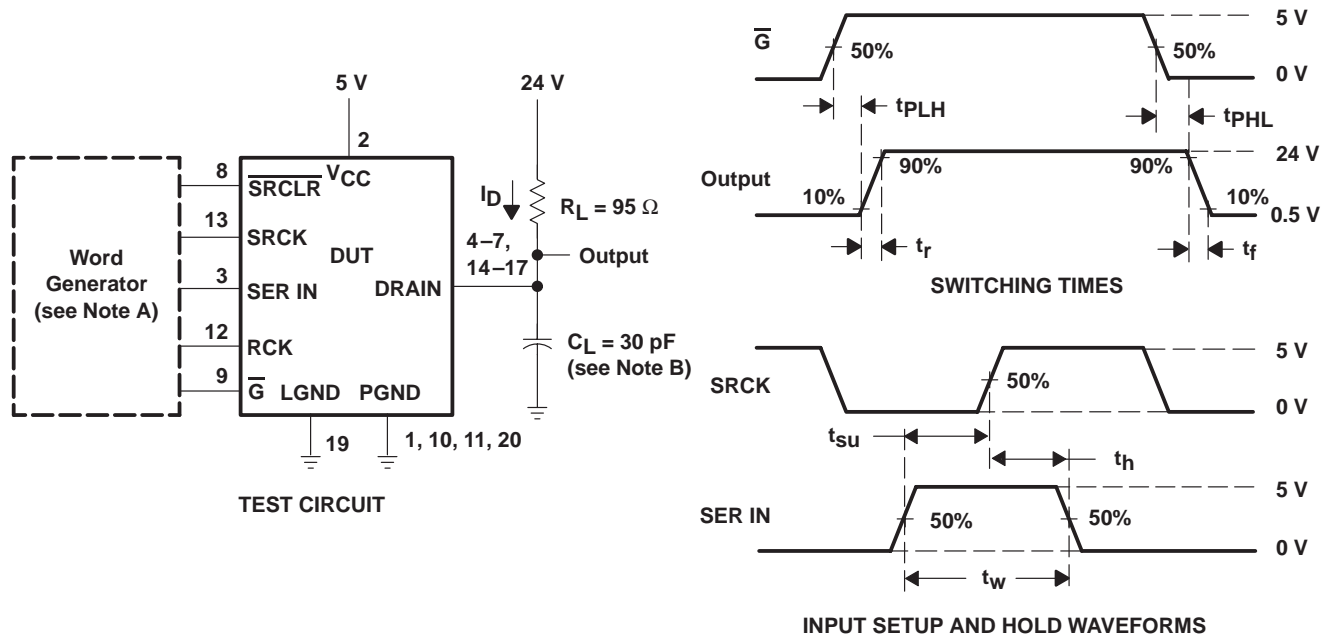 5 V
24 V
2
8
SRCLR
VCC
13
SRCK
DUT
3
SER IN
DRAIN
12
RCK
9
G
LGND
PGND
19
1, 10, 11, 20
Word
Generator
(see Note A)
ID
RL = 95 Ω
4–7,
14–17
Output
CL = 30 pF
(see Note B)
TEST CIRCUIT
G
50%
50%
5 V
0 V
tPLH
tPHL
Output
10%
90%
90%
10%
24 V
0.5 V
tr
tf
SWITCHING TIMES
SRCK
50%
5 V
0 V
tsu
th
SER IN
50%
50%
5 V
0 V
tw
INPUT SETUP AND HOLD WAVEFORMS